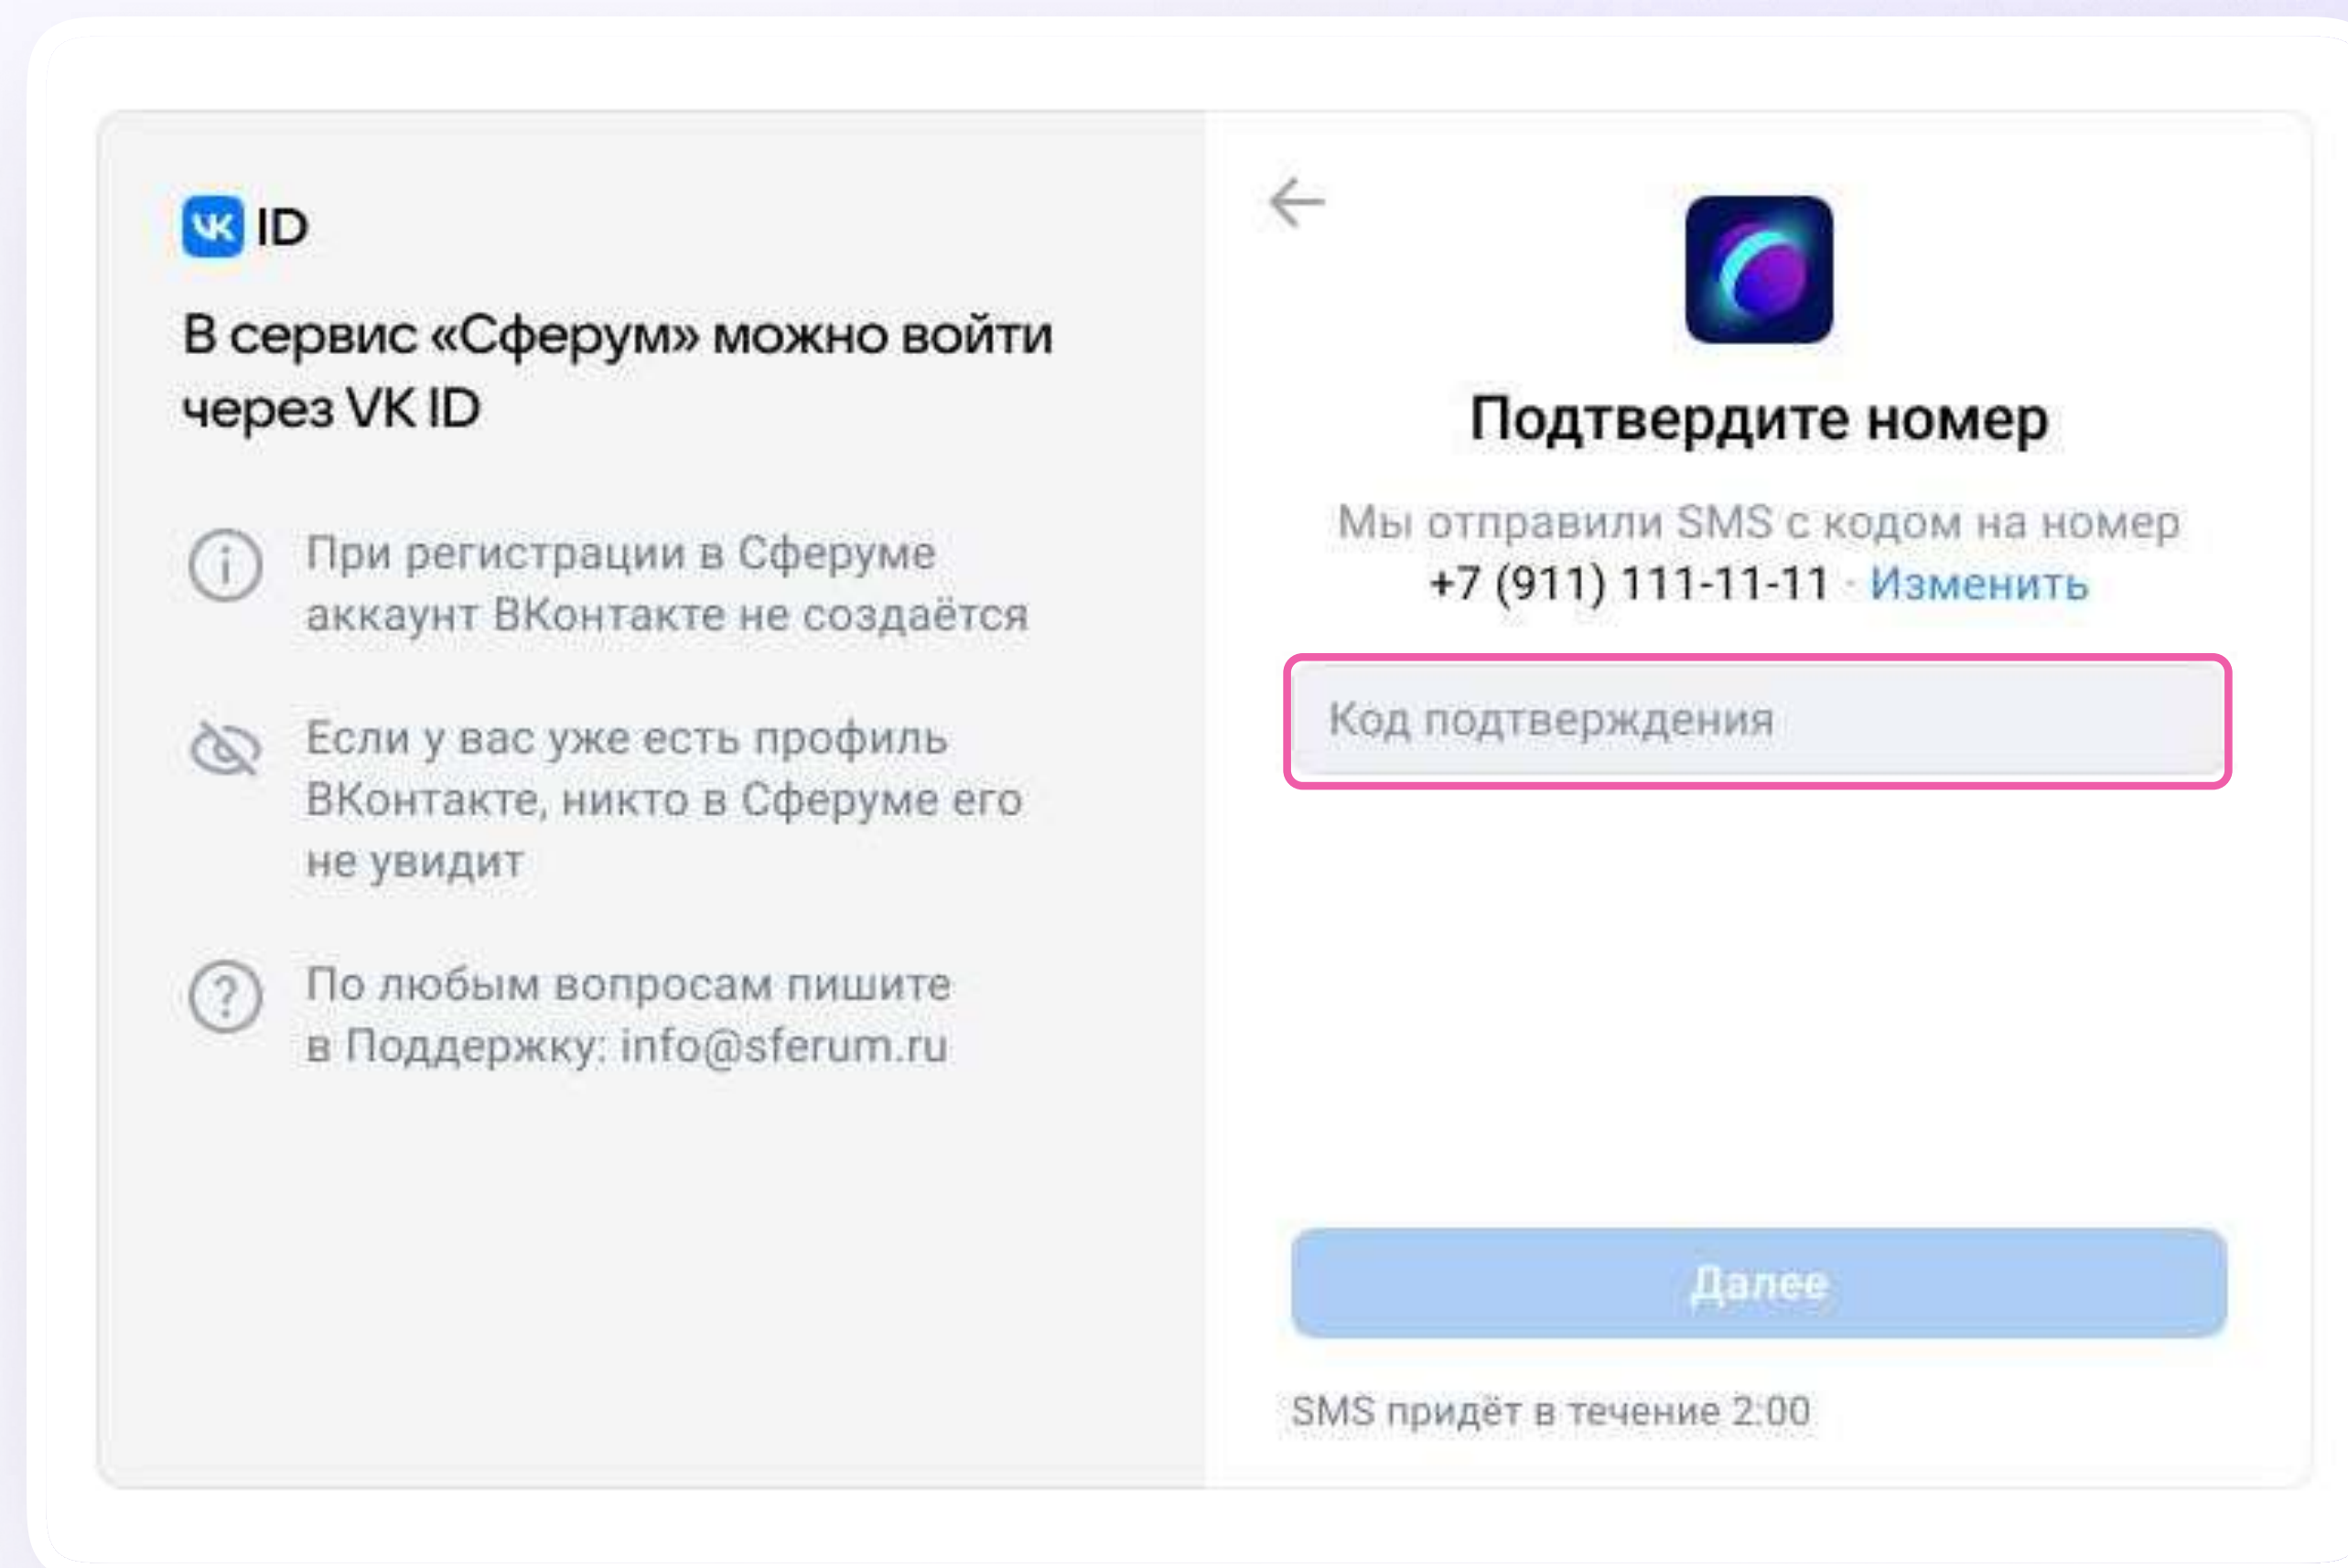 VK ID
В сервис «Сферум» можно войти
через VK ID
При регистрации в Сферуме
аккаунт ВКонтакте не создаётся
Если у вас уже есть профиль
ВКонтакте, никто в Сферуме его
не увидит
По любым вопросам пишите
в Поддержку: info@sferum.ru
Подтвердите номер
Мы отправили SMS с кодом на номер
+7 (911) 111-11-11 · Изменить
Код подтверждения
Далее
SMS придёт в течение 2:00